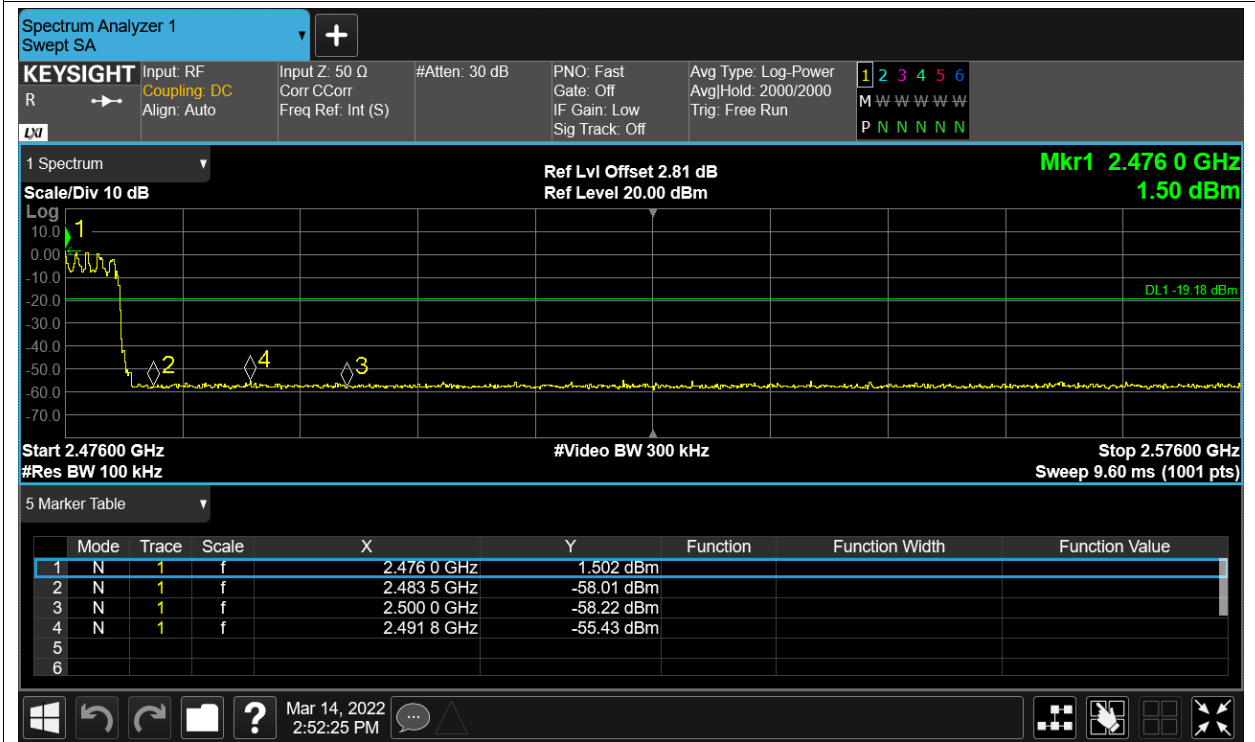 Spectrum Analyzer 1
Swept SA
+
KEYSIGHT Input: RF Input Z: 50 Ω #Atten: 30 dB PNO: Fast Avg Type: Log-Power 1 2 3 4 5 6
R Coupling: DC Corr CCorr Gate: Off Avg|Hold: 2000/2000 M W W W W W
Align: Auto Freq Ref: Int (S) IF Gain: Low Trig: Free Run
LXI Sig Track: Off P N N N N N
1 Spectrum Ref Lvl Offset 2.81 dB Mkr1 2.476 0 GHz
Scale/Div 10 dB Ref Level 20.00 dBm 1.50 dBm
Log
1
10.0
0.00
-10.0
DL1 -19.18 dBm
-20.0
-30.0
-40.0
2 4 3
-50.0
-60.0
-70.0
Start 2.47600 GHz #Video BW 300 kHz Stop 2.57600 GHz
#Res BW 100 kHz Sweep 9.60 ms (1001 pts)
5 Marker Table
Mode Trace Scale X Y Function Function Width Function Value
1 N 1 f 2.476 0 GHz 1.502 dBm
2 N 1 f 2.483 5 GHz -58.01 dBm
3 N 1 f 2.500 0 GHz -58.22 dBm
4 N 1 f 2.491 8 GHz -55.43 dBm
5
6
? Mar 14, 2022
2:52:25 PM